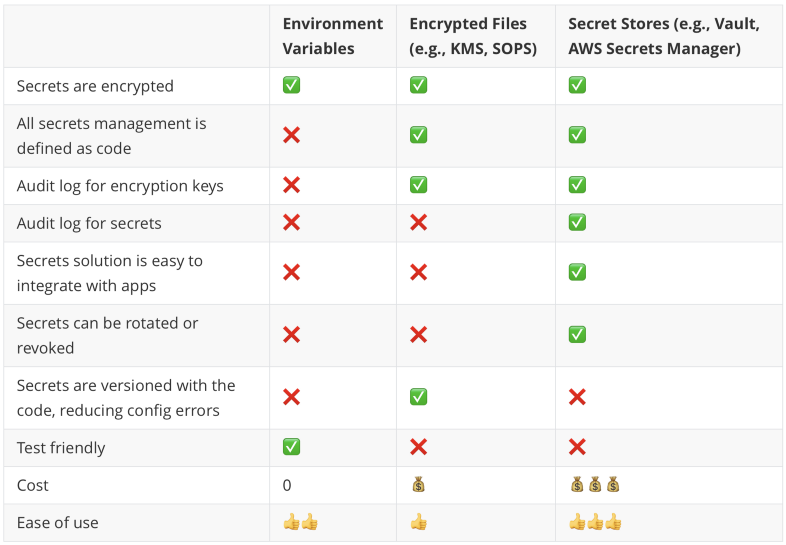 Environment Variables
Encrypted Files (e.g., KMS, SOPS)
Secret Stores (e.g., Vault, AWS Secrets Manager)
Secrets are encrypted ✅ ✅ ✅
All secrets management is
defined as code ❌ ✅ ✅
Audit log for encryption keys ❌ ✅ ✅
Audit log for secrets ❌ ❌ ✅
Secrets solution is easy to
integrate with apps ❌ ❌ ✅
Secrets can be rotated or
revoked ❌ ❌ ✅
Secrets are versioned with the
code, reducing config errors ❌ ✅ ❌
Test friendly ✅ ❌ ❌
Cost 0 💰 💰💰💰
Ease of use 👍👍 👍 👍👍👍